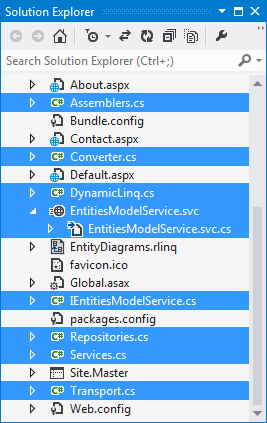 Solution Explorer
Search Solution Explorer (Ctrl+;)
About.aspx
Assemblers.cs
Bundle.config
Contact.aspx
Converter.cs
Default.aspx
DynamicLinq.cs
EntitiesModelService.svc
EntitiesModelService.svc.cs
EntityDiagrams.rlinq
favicon.ico
Global.asax
IEntitiesModelService.cs
packages.config
Repositories.cs
Services.cs
Site.Master
Transport.cs
Web.config